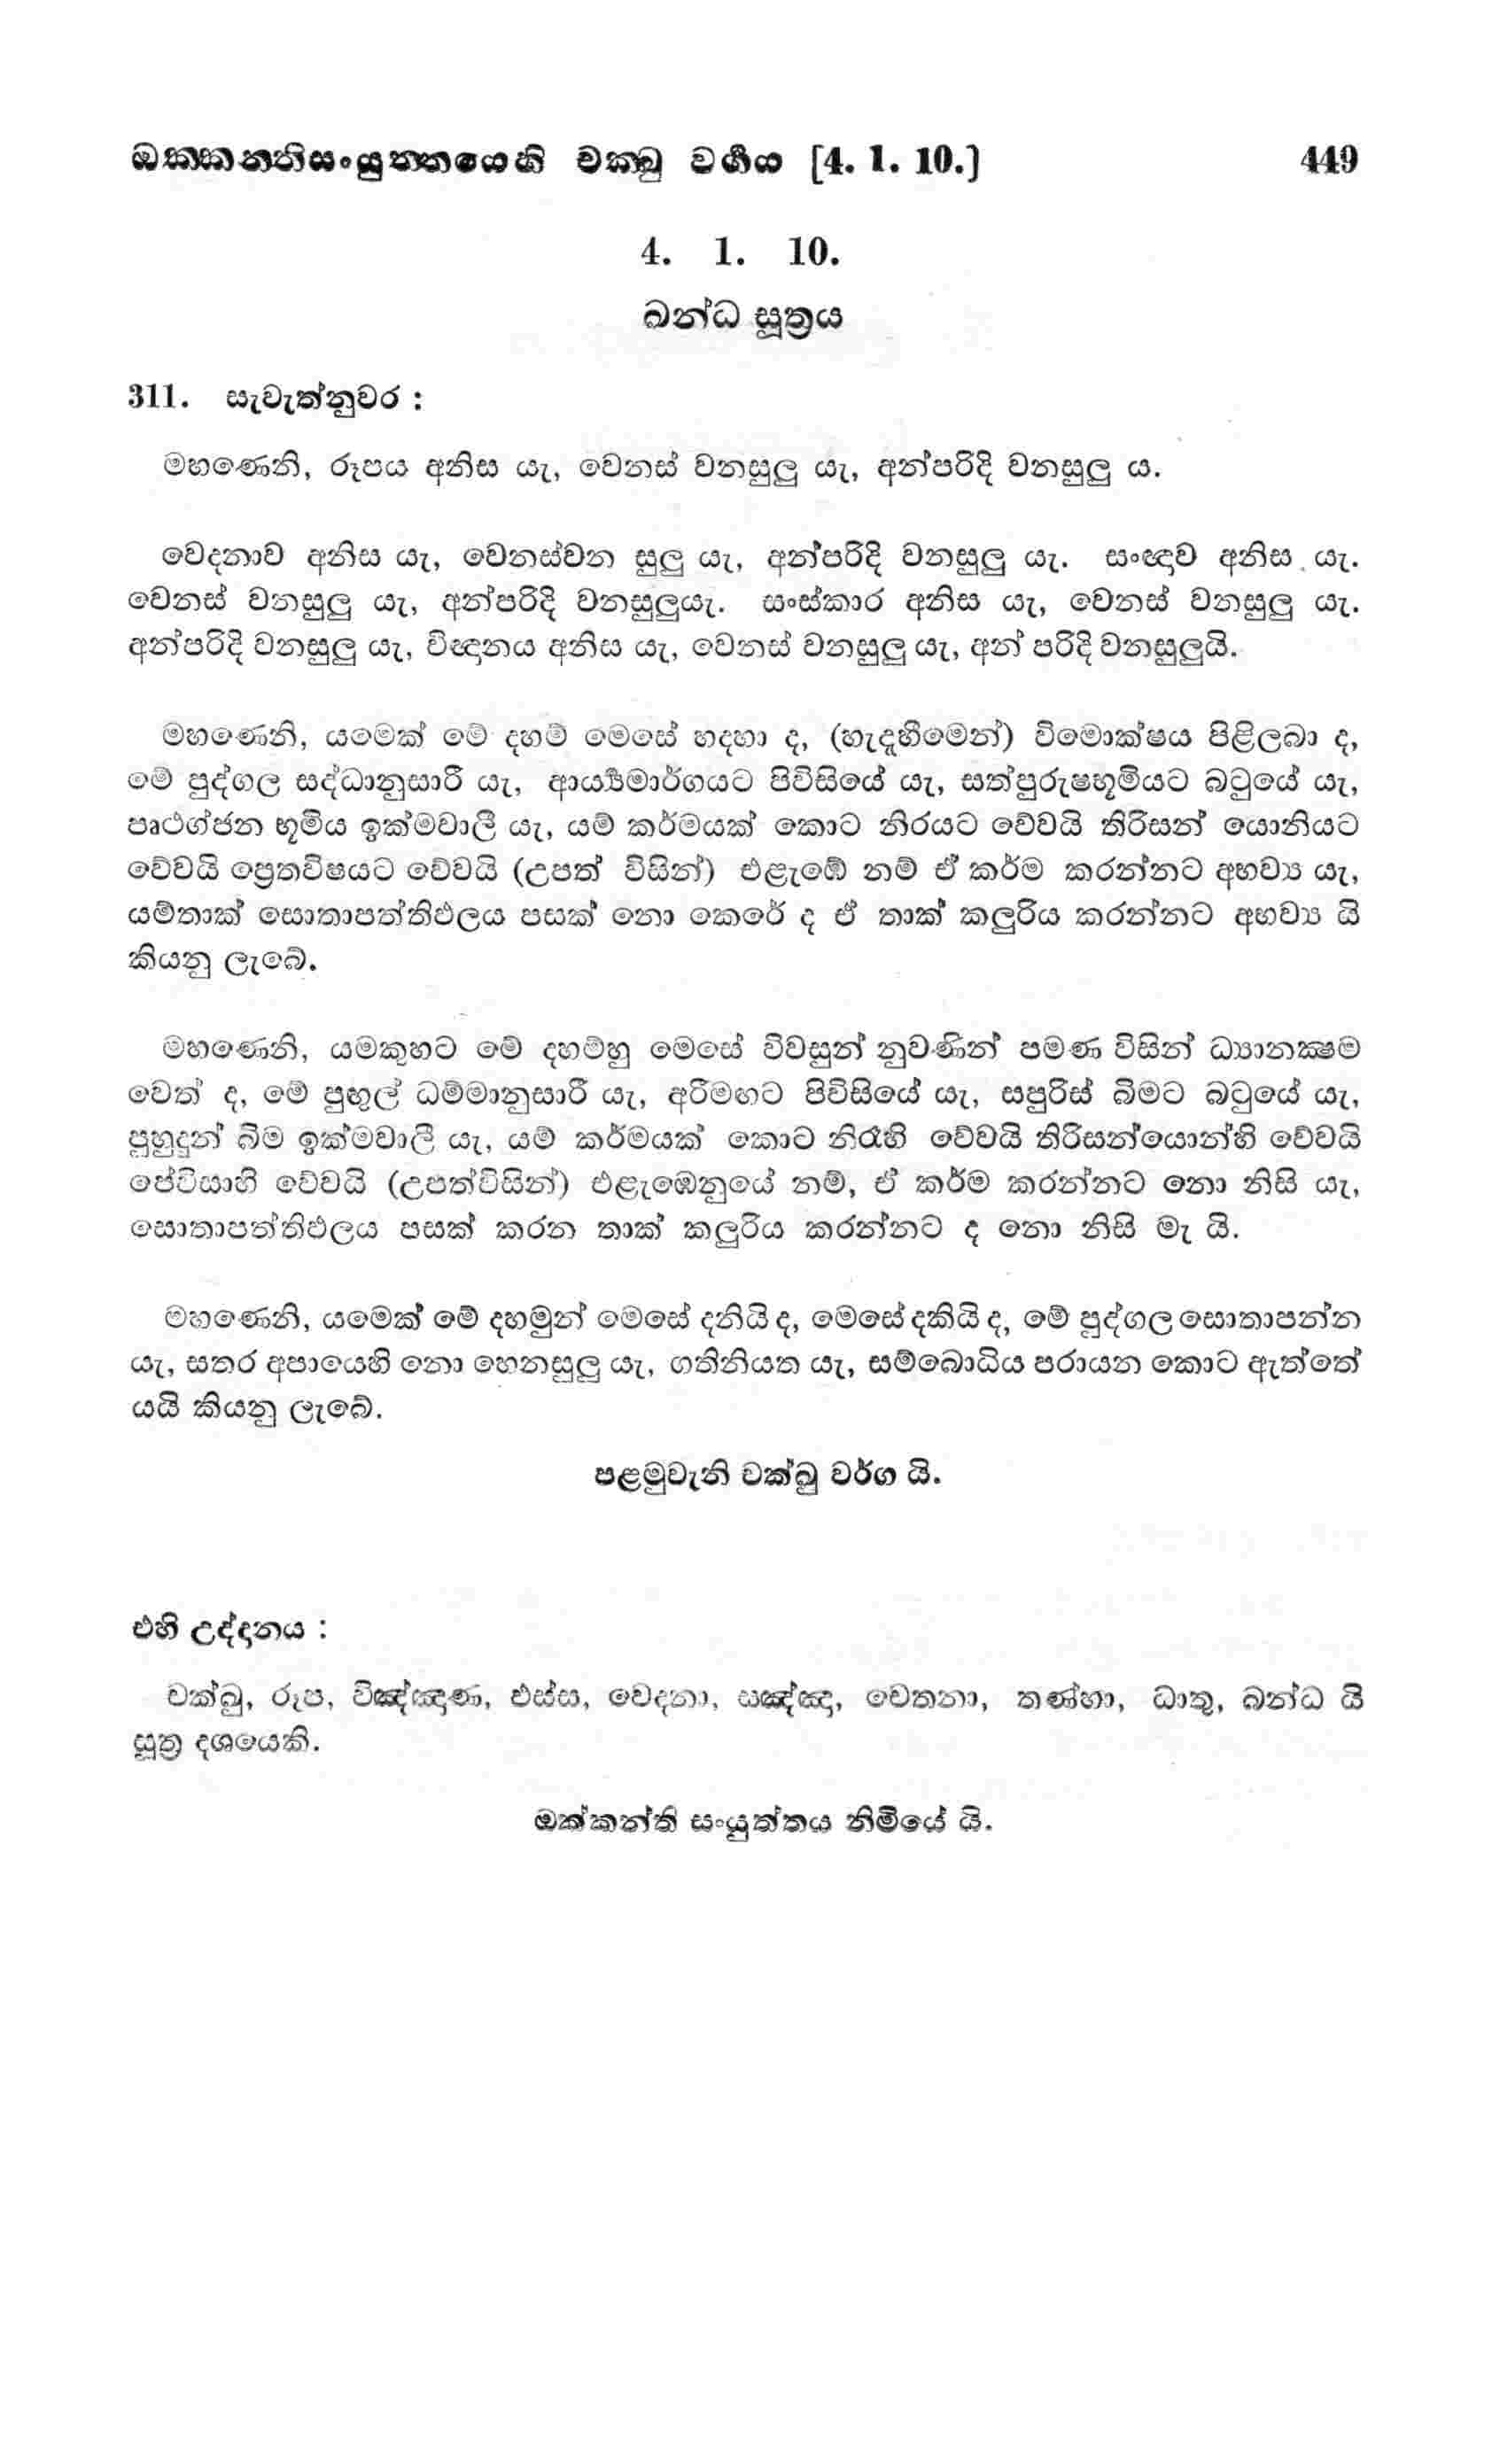 ඔක්කන්තිසංයුත්තයෙහි චක්ඛු වර්ගය [4. 1. 10.] 449
4. 1. 10.
ඛන්ධ සූත්‍රය
311. සැවැත්නුවර :
මහණෙනි, රූපය අනිස යැ, වෙනස් වනසුලු යැ, අන්පරිදි වනසුලු ය.
වෙදනාව අනිස යැ, වෙනස්වන සුලු යැ, අන්පරිදි වනසුලු යැ. සංඥාව අනිස යැ.
වෙනස් වනසුලු යැ, අන්පරිදි වනසුලුයැ. සංස්කාර අනිස යැ, වෙනස් වනසුලු යැ.
අන්පරිදි වනසුලු යැ, විඥානය අනිස යැ, වෙනස් වනසුලු යැ, අන් පරිදි වනසුලුයි.
මහණෙනි, යමෙක් මේ දහම් මෙසේ හදහා ද, (හැදෑහීමෙන්) විමොක්ෂය පිළිලබා ද,
මේ පුද්ගල සද්ධානුසාරී යැ, ආර්‍ය්‍යමාර්ගයට පිවිසියේ යැ, සත්පුරුෂභූමියට බටුයේ යැ,
පෘථග්ජන භූමිය ඉක්මවාලී යැ, යම් කර්මයක් කොට නිරයට වේවයි තිරිසන් යොනියට
වේවයි ප්‍රෙතවිෂයට වේවයි (උපත් විසින්) එළැඹේ නම් ඒ කර්ම කරන්නට අභව්‍ය යැ,
යම්තාක් සොතාපත්තිඵලය පසක් නො කෙරේ ද ඒ තාක් කලුරිය කරන්නට අභව්‍ය යි
කියනු ලැබේ.
මහණෙනි, යමකුහට මේ දහම්හු මෙසේ විවසුන් නුවණින් පමණ විසින් ධ්‍යානක්‍ෂම
වෙත් ද, මේ පුඟුල් ධම්මානුසාරී යැ, අරීමඟට පිවිසියේ යැ, සපුරිස් බිමට බටුයේ යැ,
පුහුදුන් බිම ඉක්මවාලී යැ, යම් කර්මයක් කොට නිරැහි වේවයි තිරිසන්යොන්හි වේවයි
පේවිසාහි වේවයි (උපත්විසින්) එළැඹෙනුයේ නම්, ඒ කර්ම කරන්නට නො නිසි යැ,
සොතාපත්තිඵලය පසක් කරන තාක් කලුරිය කරන්නට ද නො නිසි මැ යි.
මහණෙනි, යමෙක් මේ දහමුන් මෙසේ දනියි ද, මෙසේ දකියි ද, මේ පුද්ගල සොතාපන්න
යැ, සතර අපායෙහි නො හෙනසුලු යැ, ගතිනියත යැ, සම්බොධිය පරායන කොට ඇත්තේ
යයි කියනු ලැබේ.
පළමුවැනි චක්ඛු වර්ග යි.
එහි උද්දානය :
චක්ඛු, රූප, විඤ්ඤාණ, ඵස්ස, වෙදනා, සඤ්ඤා, චෙතනා, තණ්හා, ධාතු, ඛන්ධ යි
සූත්‍ර දශයෙකි.
ඔක්කන්ති සංයුත්තය නිමියේ යි.